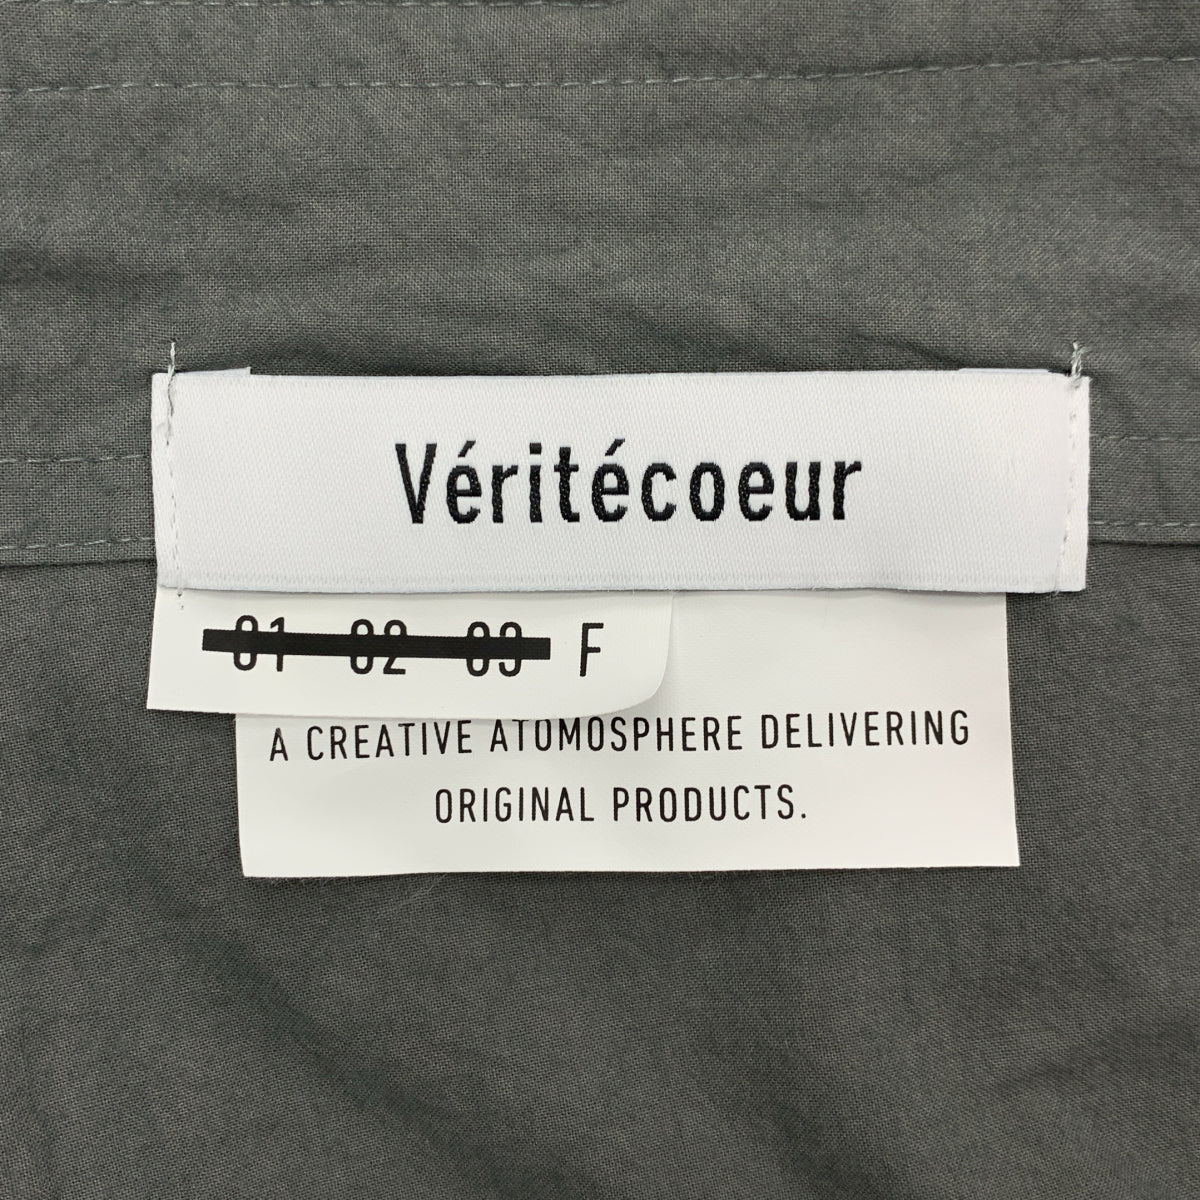 Véritécoeur
01 02 03 F
A CREATIVE ATOMOSPHERE DELIVERING
ORIGINAL PRODUCTS.